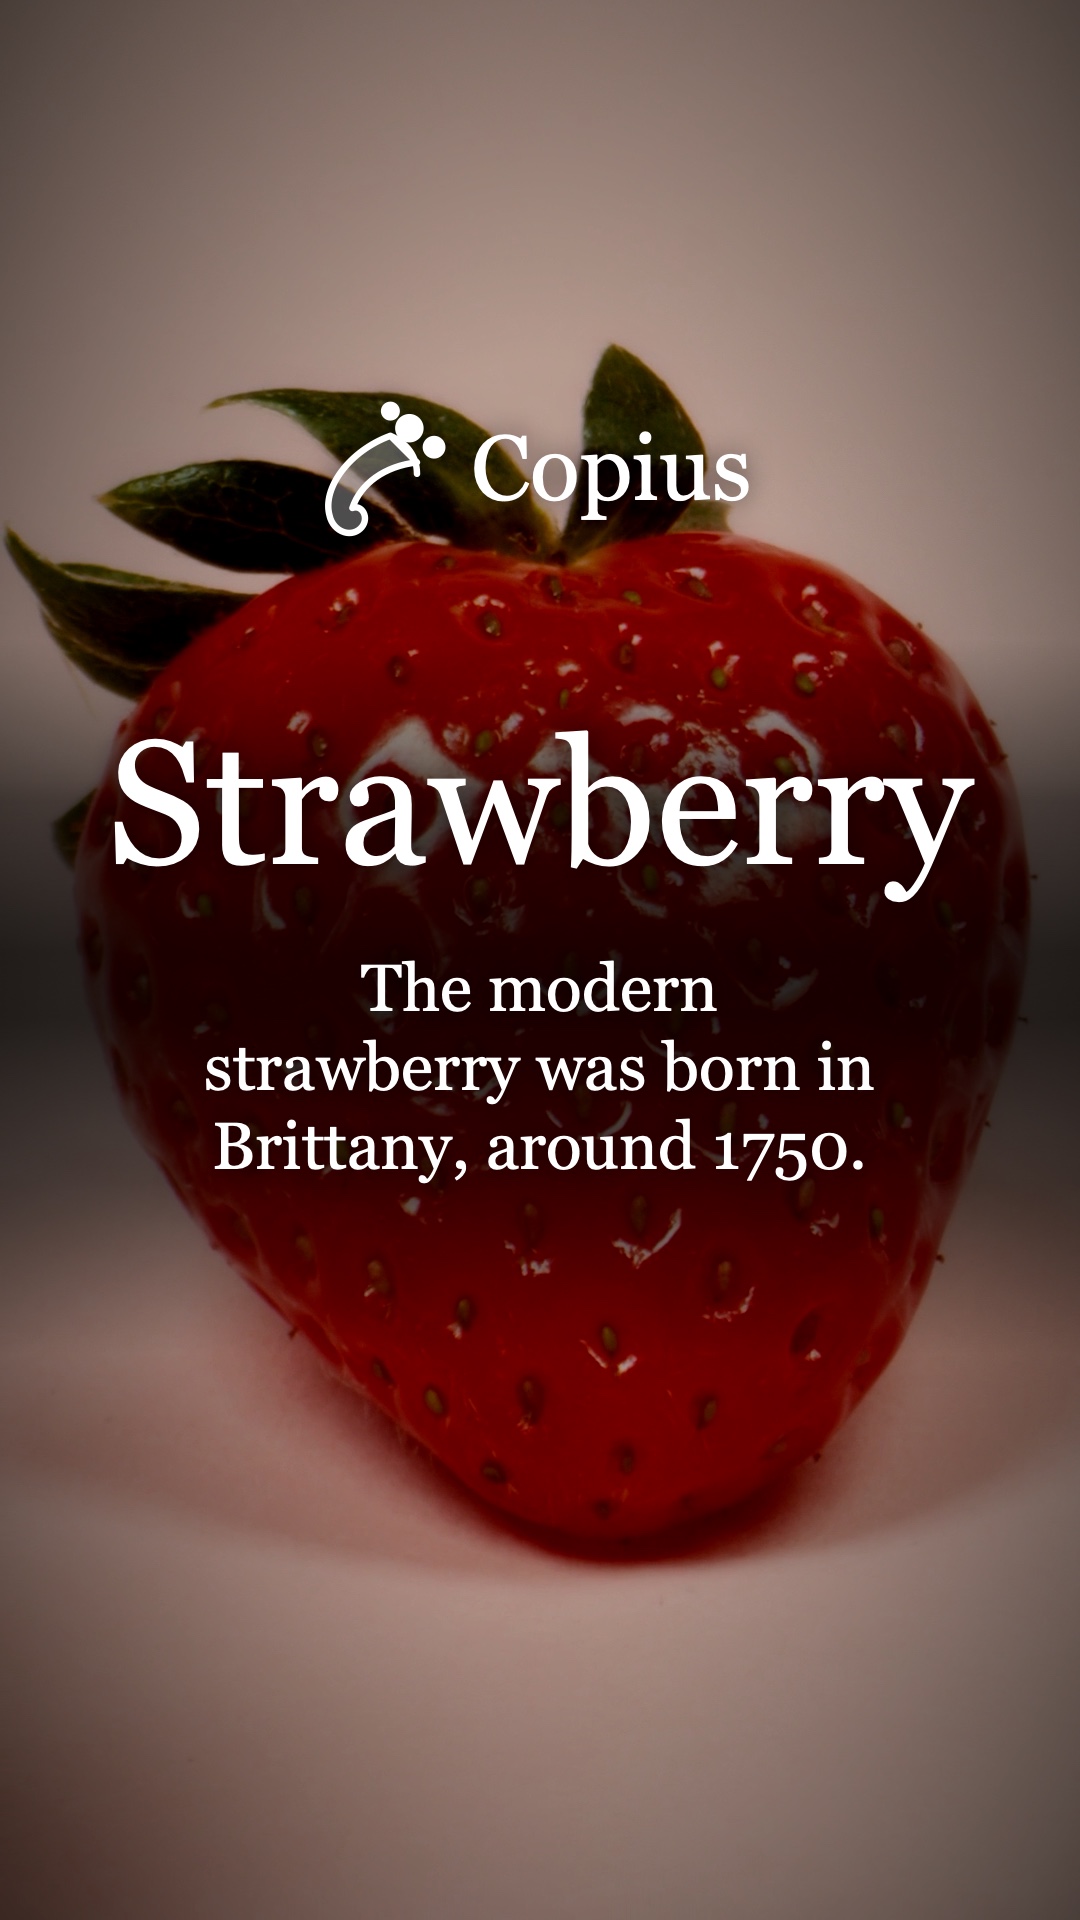 Copius
Strawberry
The modern
strawberry was born in
Brittany, around 1750.